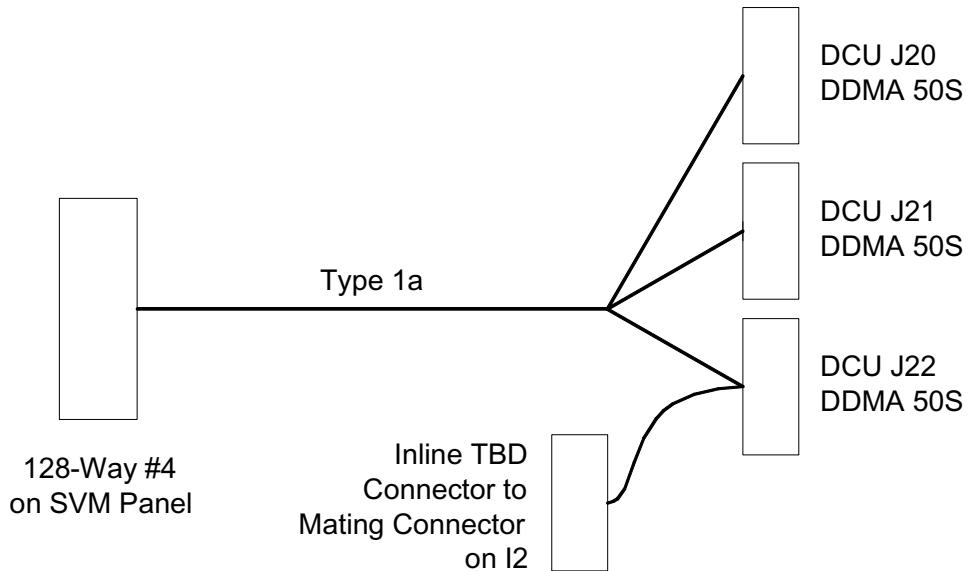 DCU J20
DDMA 50S
DCU J21
DDMA 50S
Type 1a
DCU J22
DDMA 50S
128-Way #4
on SVM Panel
Inline TBD
Connector to
Mating Connector
on I2